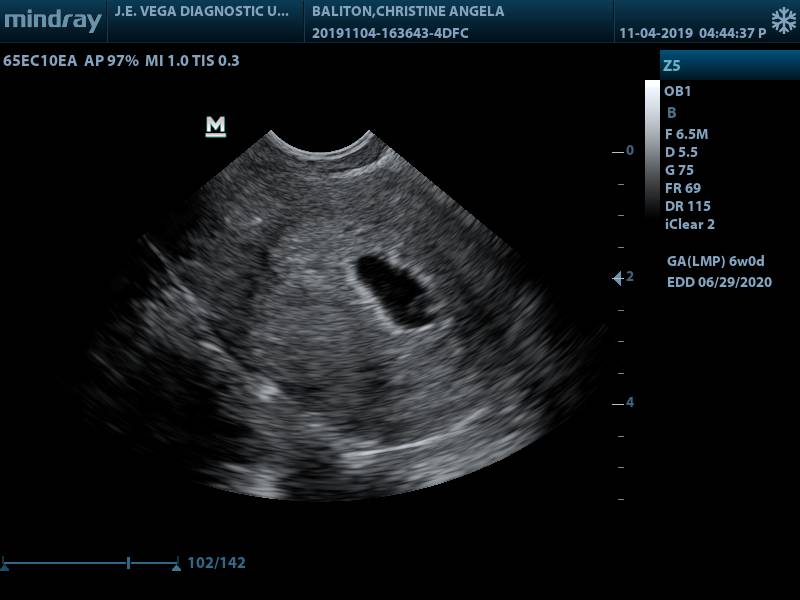 mindray
J.E. VEGA DIAGNOSTIC U...
BALITON,CHRISTINE ANGELA
20191104-163643-4DFC
11-04-2019 04:44:37 P
65EC10EA AP 97% MI 1.0 TIS 0.3
Z5
M
OB1
B
F 6.5M
D 5.5
G 75
FR 69
DR 115
iClear 2
GA(LMP) 6w0d
EDD 06/29/2020
0
2
4
102/142